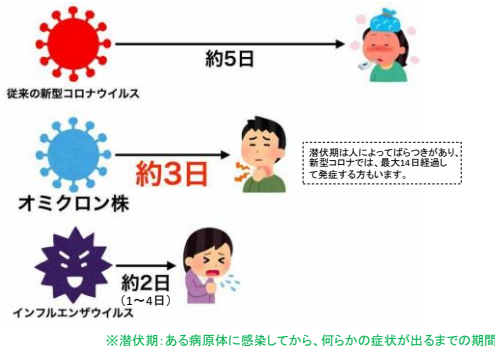 約5日
従来の新型コロナウイルス
約3日
オミクロン株
潜伏期は人によってばらつきがあり、
新型コロナでは、最大14日経過し
て発症する方もいます。
約2日
（1～4日）
インフルエンザウイルス
※潜伏期：ある病原体に感染してから、何らかの症状が出るまでの期間